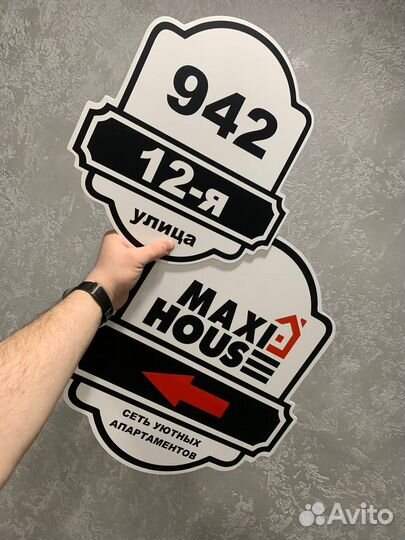 942
12-я
улица
MAXI
HOUSE
СЕТЬ УЮТНЫХ
АПАРТАМЕНТОВ
Avito